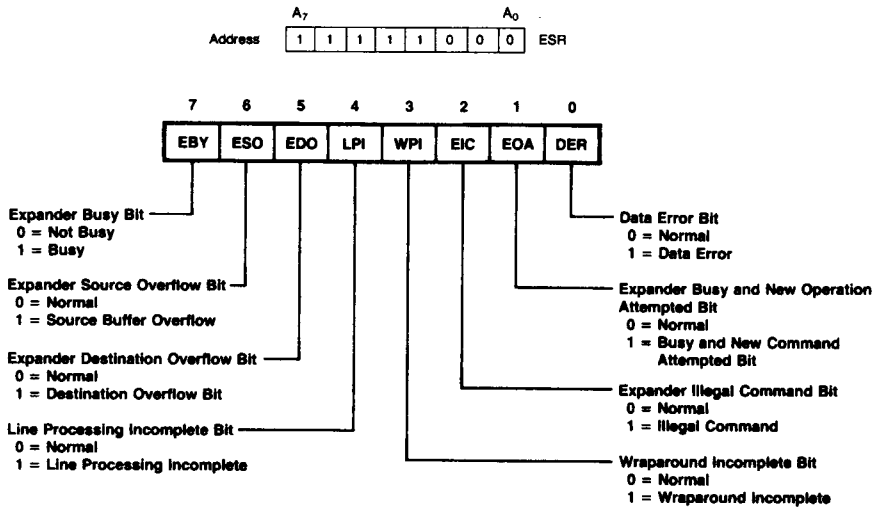 A7 A0
Address 1 1 1 1 1 0 0 0 ESR
7 6 5 4 3 2 1 0
EBY ESO EDO LPI WPI EIC EOA DER
Expander Busy Bit
0 = Not Busy
1 = Busy
Expander Source Overflow Bit
0 = Normal
1 = Source Buffer Overflow
Expander Destination Overflow Bit
0 = Normal
1 = Destination Overflow Bit
Line Processing Incomplete Bit
0 = Normal
1 = Line Processing Incomplete
Data Error Bit
0 = Normal
1 = Data Error
Expander Busy and New Operation
Attempted Bit
0 = Normal
1 = Busy and New Command
Attempted Bit
Expander Illegal Command Bit
0 = Normal
1 = Illegal Command
Wraparound Incomplete Bit
0 = Normal
1 = Wraparound Incomplete